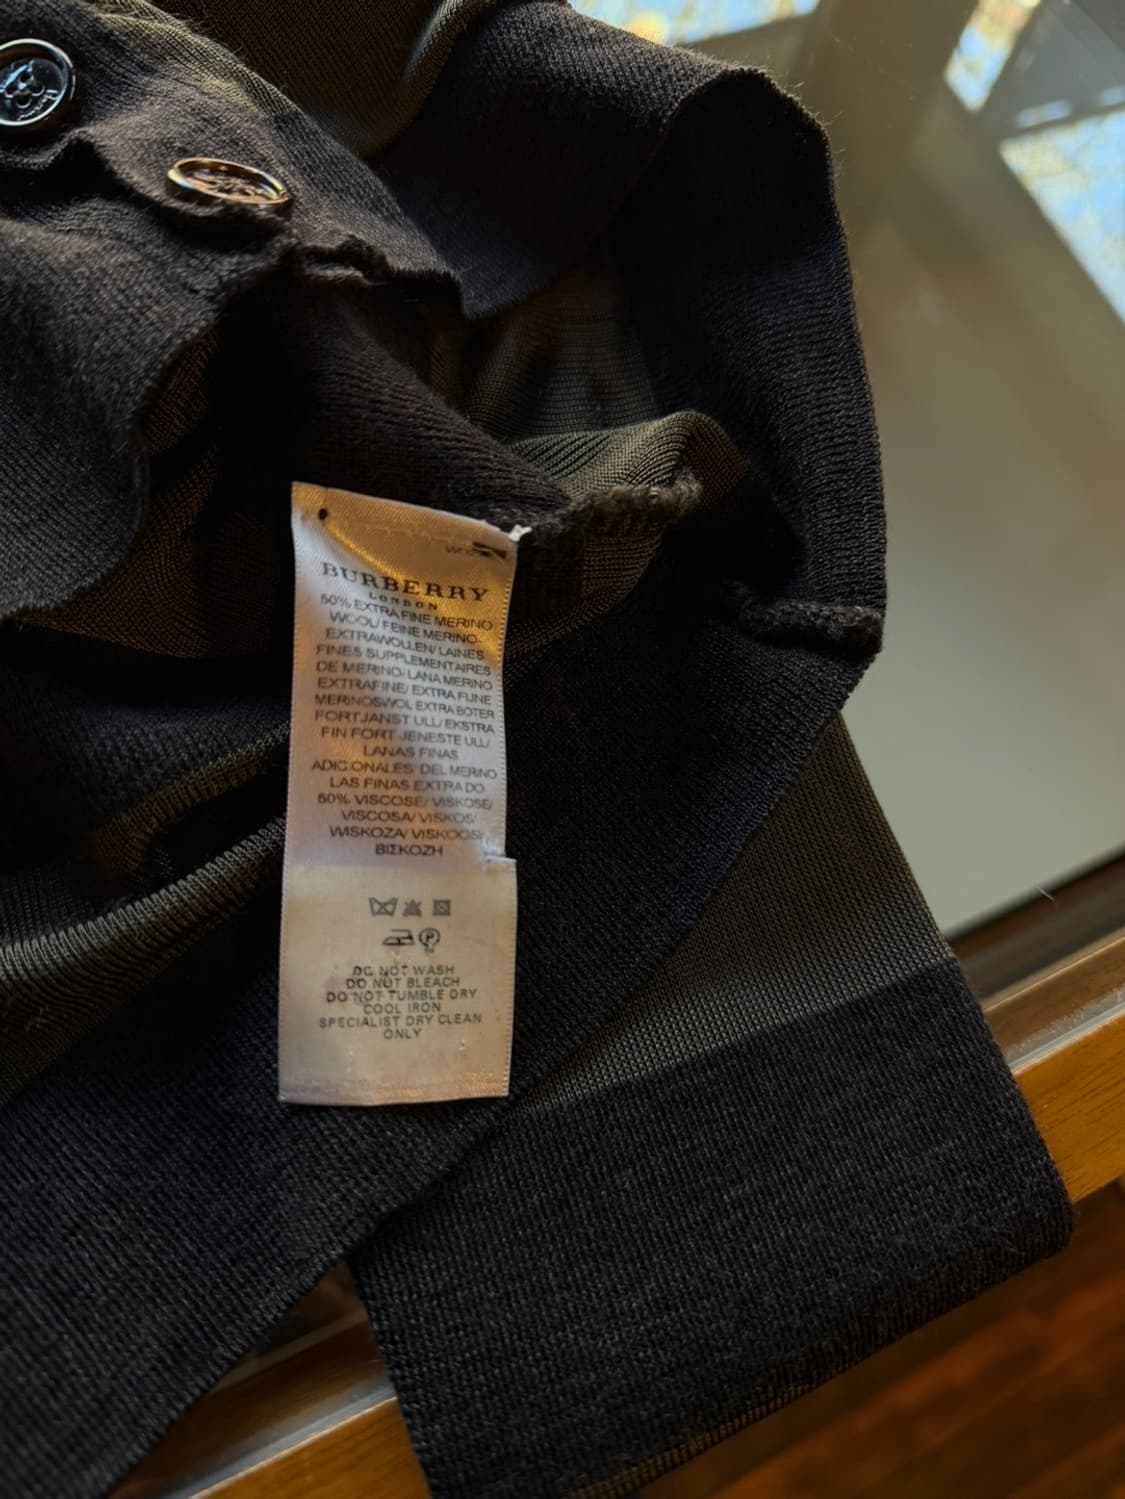 BURBERRY
LONDON
50% EXTRA FINE MERINO
WOOL/ FEINE MERINO-
EXTRAWOLLEN/ LAINES
FINES SUPPLEMENTAIRES
DE MERINO/ LANA MERINO
EXTRAFINE/ EXTRA FIJNE
MERINOSWOL EXTRA BOTER
FORTJANST ULL/ EKSTRA
FIN FORT JENESTE ULL/
LANAS FINAS
ADICIONALES DEL MERINO
LAS FINAS EXTRA DO
50% VISCOSE/ VISKOSE/
VISCOSA/ VISKOS/
WISKOZA/ VISKOOSI/
ΒΙΣΚΟΖΗ
P
DO NOT WASH
DO NOT BLEACH
DO NOT TUMBLE DRY
COOL IRON
SPECIALIST DRY CLEAN
ONLY